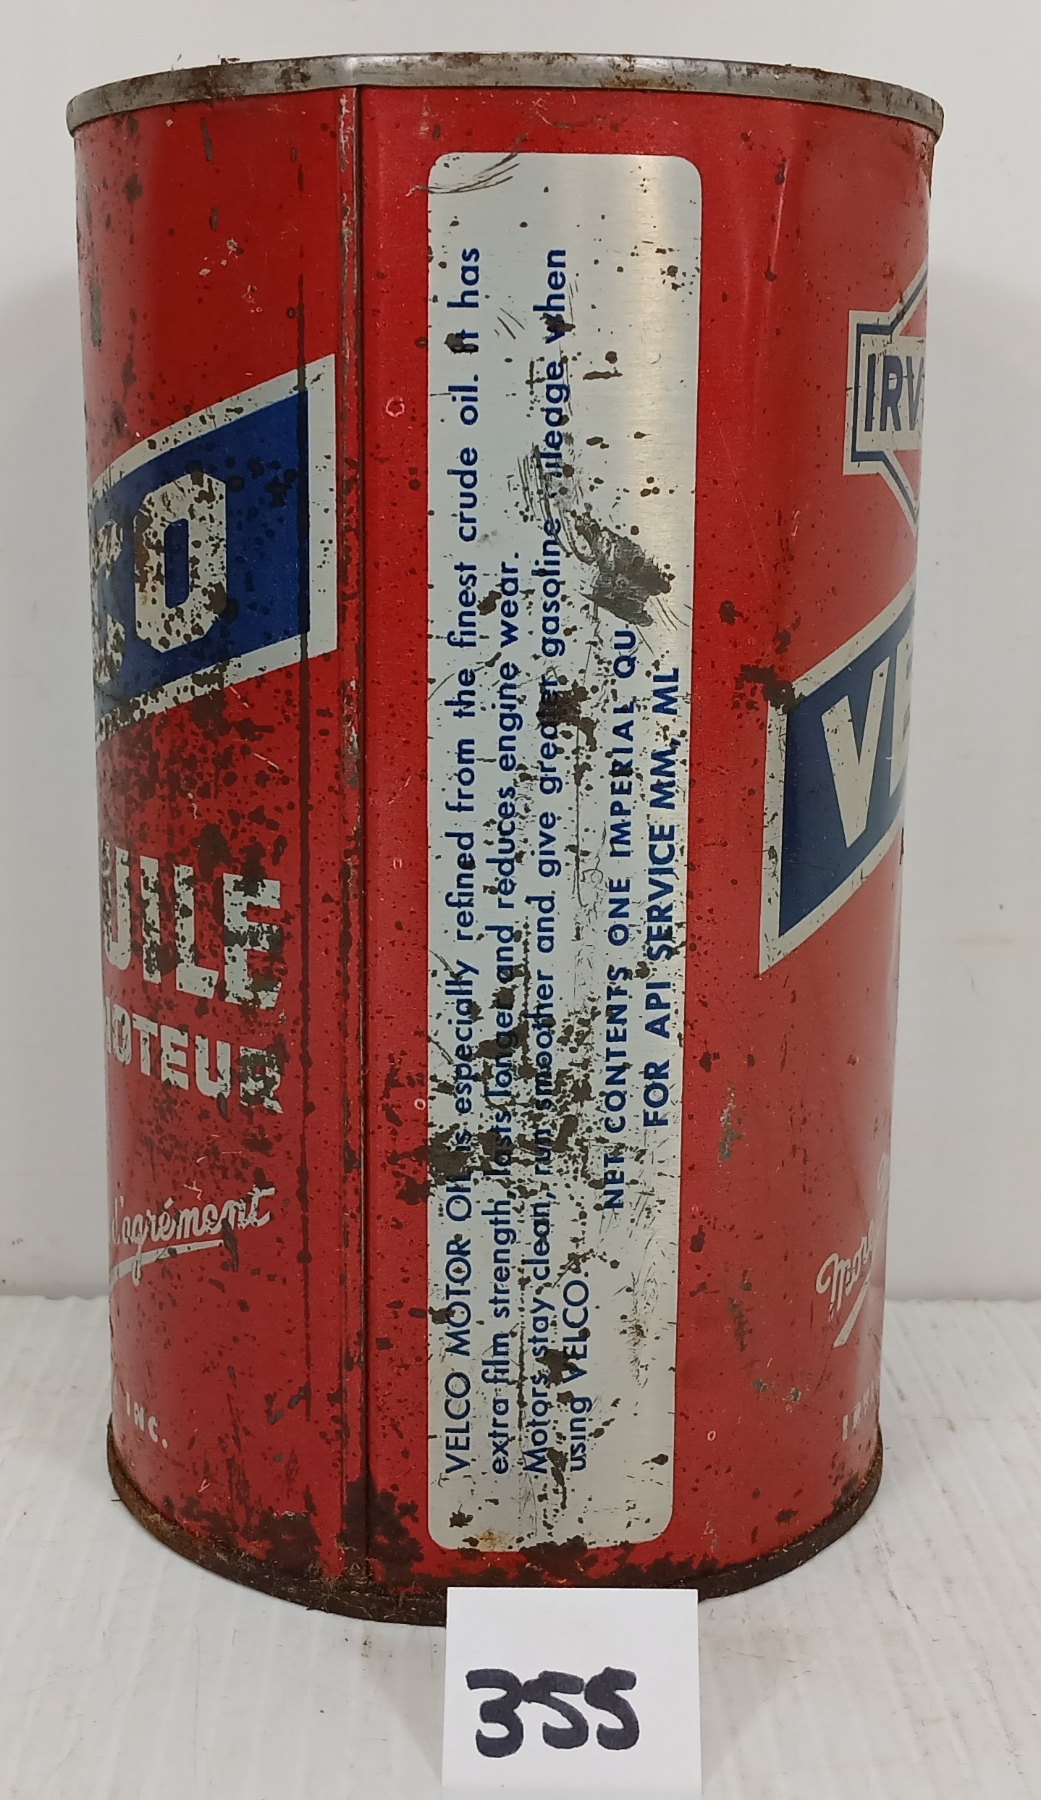 HUILE
MOTEUR
l'agrément
INC.
VELCO MOTOR OIL is especially refined from the finest crude oil. It has
extra film strength, lasts longer and reduces engine wear.
Motors stay clean, run smoother and give greater gasoline mileage when
using VELCO.
NET CONTENTS ONE IMPERIAL QU
FOR API SERVICE MM, ML
IRV
VE
355